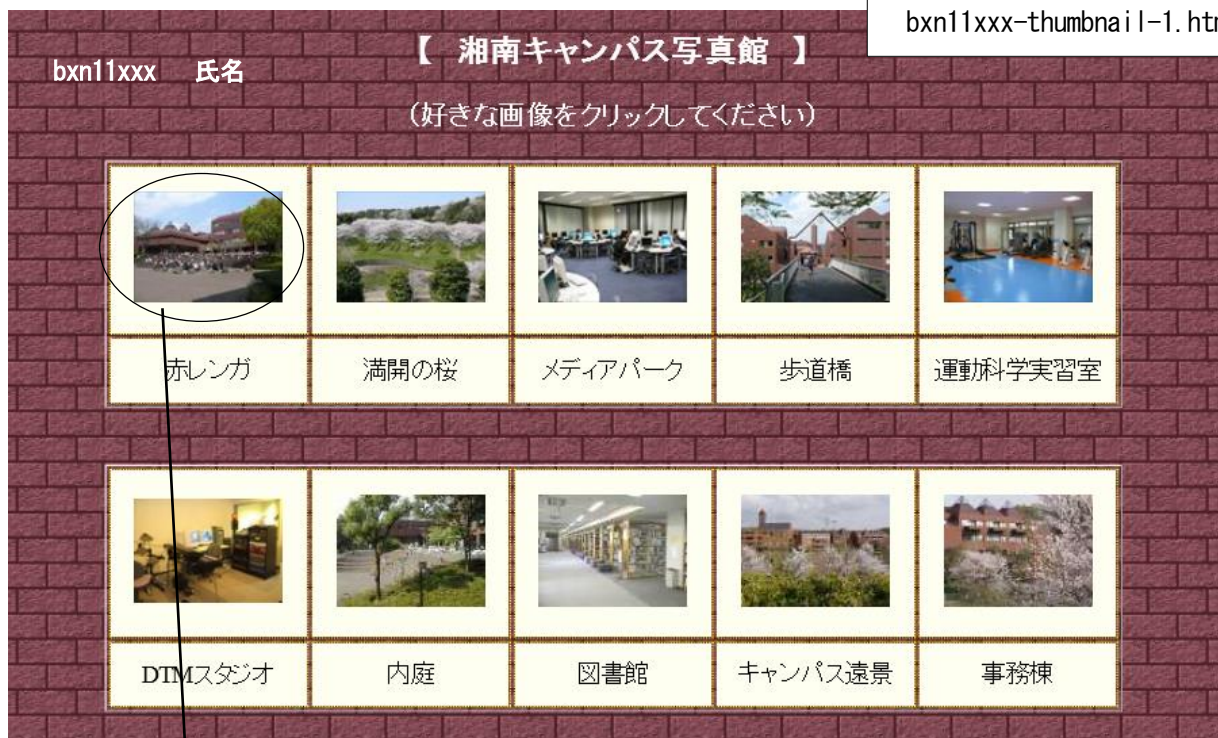 bxn11xxx-thumbnail-1.htm
【 湘南キャンパス写真館 】
bxn11xxx 氏名
（好きな画像をクリックしてください）
赤レンガ 満開の桜 メディアパーク 歩道橋 運動科学実習室
DTMスタジオ 内庭 図書館 キャンパス遠景 事務棟